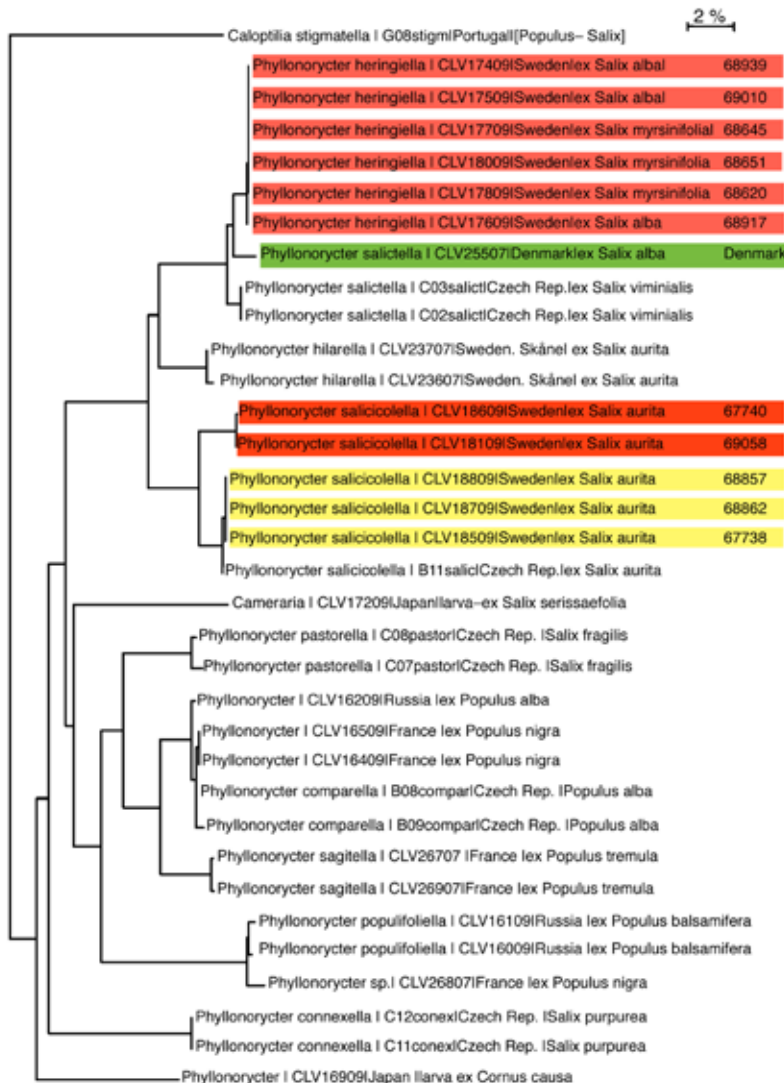 2 %
Caloptilia stigmatella | G08stigm|Portugal|[Populus– Salix]
Phyllonorycter heringiella | CLV17409|Sweden|ex Salix alba| 68939
Phyllonorycter heringiella | CLV17509|Sweden|ex Salix alba| 69010
Phyllonorycter heringiella | CLV17709|Sweden|ex Salix myrsinifolia| 68645
Phyllonorycter heringiella | CLV18009|Sweden|ex Salix myrsinifolia 68651
Phyllonorycter heringiella | CLV17809|Sweden|ex Salix myrsinifolia 68620
Phyllonorycter heringiella | CLV17609|Sweden|ex Salix alba 68917
Phyllonorycter salictella | CLV25507|Denmark|ex Salix alba Denmark
Phyllonorycter salictella | C03salict|Czech Rep.|ex Salix viminialis
Phyllonorycter salictella | C02salict|Czech Rep.|ex Salix viminialis
Phyllonorycter hilarella | CLV23707|Sweden. Skåne| ex Salix aurita
Phyllonorycter hilarella | CLV23607|Sweden. Skåne| ex Salix aurita
Phyllonorycter salicicolella | CLV18609|Sweden|ex Salix aurita 67740
Phyllonorycter salicicolella | CLV18109|Sweden|ex Salix aurita 69058
Phyllonorycter salicicolella | CLV18809|Sweden|ex Salix aurita 68857
Phyllonorycter salicicolella | CLV18709|Sweden|ex Salix aurita 68862
Phyllonorycter salicicolella | CLV18509|Sweden|ex Salix aurita 67738
Phyllonorycter salicicolella | B11salic|Czech Rep.|ex Salix aurita
Cameraria | CLV17209|Japan|larva–ex Salix serissaefolia
Phyllonorycter pastorella | C08pastor|Czech Rep. |Salix fragilis
Phyllonorycter pastorella | C07pastor|Czech Rep. |Salix fragilis
Phyllonorycter | CLV16209|Russia |ex Populus alba
Phyllonorycter | CLV16509|France |ex Populus nigra
Phyllonorycter | CLV16409|France |ex Populus nigra
Phyllonorycter comparella | B08compar|Czech Rep. |Populus alba
Phyllonorycter comparella | B09compar|Czech Rep. |Populus alba
Phyllonorycter sagitella | CLV26707 |France |ex Populus tremula
Phyllonorycter sagitella | CLV26907|France |ex Populus tremula
Phyllonorycter populifoliella | CLV16109|Russia |ex Populus balsamifera
Phyllonorycter populifoliella | CLV16009|Russia |ex Populus balsamifera
Phyllonorycter sp.| CLV26807|France |ex Populus nigra
Phyllonorycter connexella | C12conex|Czech Rep. |Salix purpurea
Phyllonorycter connexella | C11conex|Czech Rep. |Salix purpurea
Phyllonorycter | CLV16909|Japan |larva ex Cornus causa